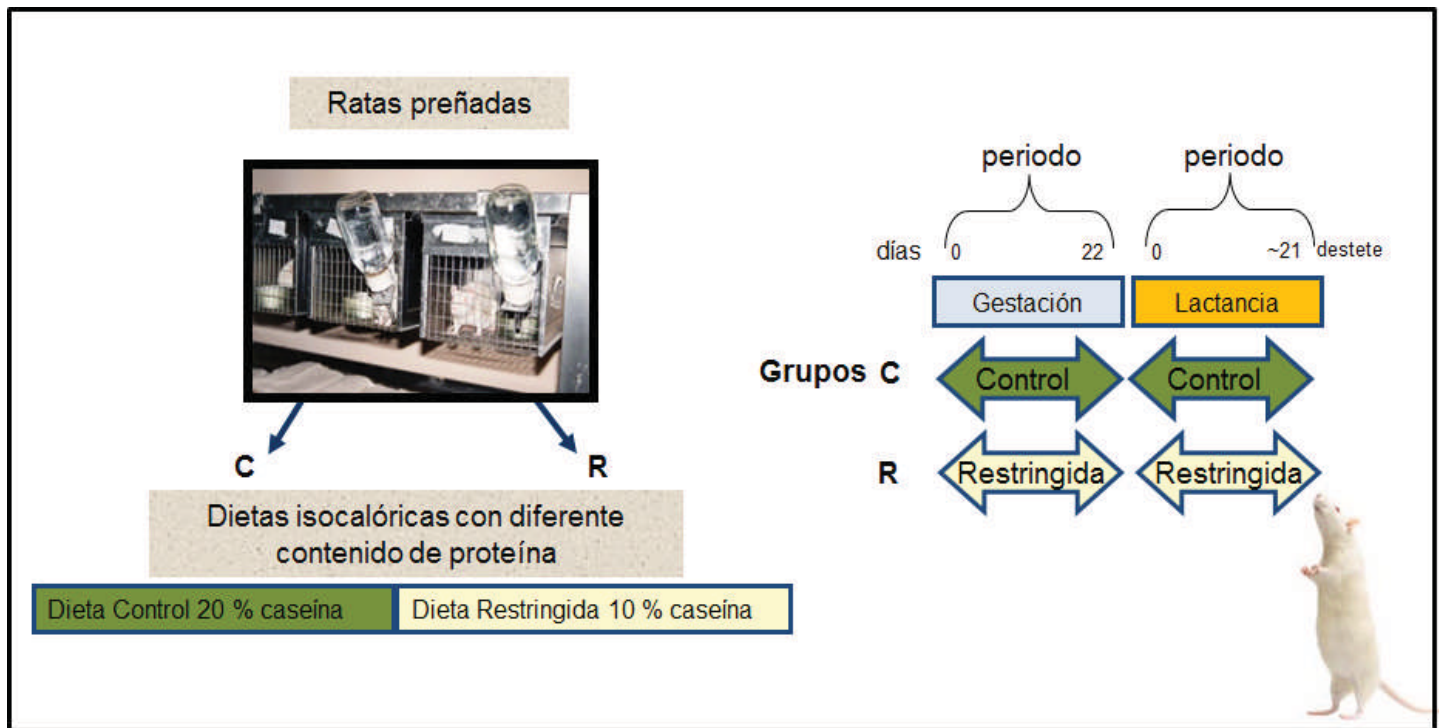 Ratas preñadas
C
R
Dietas isocalóricas con diferente
contenido de proteína
Dieta Control 20 % caseína
Dieta Restringida 10 % caseína
periodo
periodo
días 0 22 0 ~21 destete
Gestación
Lactancia
Grupos C
Control
Control
R
Restringida
Restringida